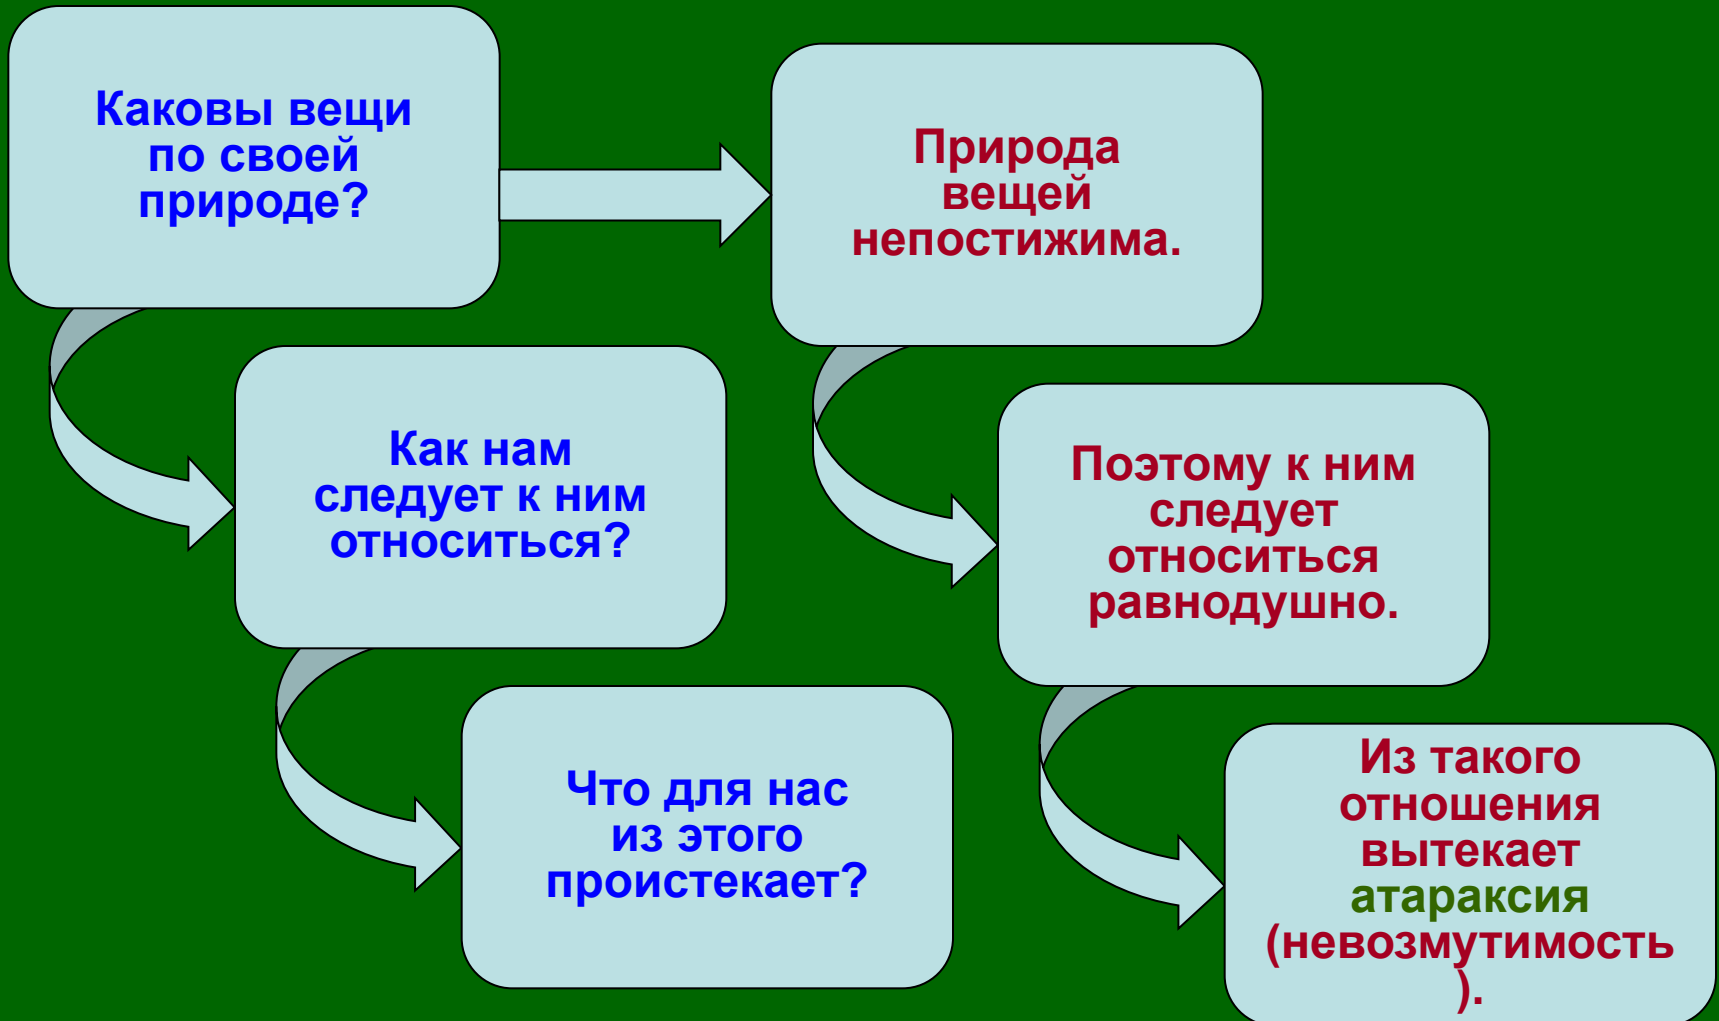 Каковы вещи
по своей
природе?
Природа
вещей
непостижима.
Как нам
следует к ним
относиться?
Поэтому к ним
следует
относиться
равнодушно.
Что для нас
из этого
проистекает?
Из такого
отношения
вытекает
атараксия
(невозмутимость
).